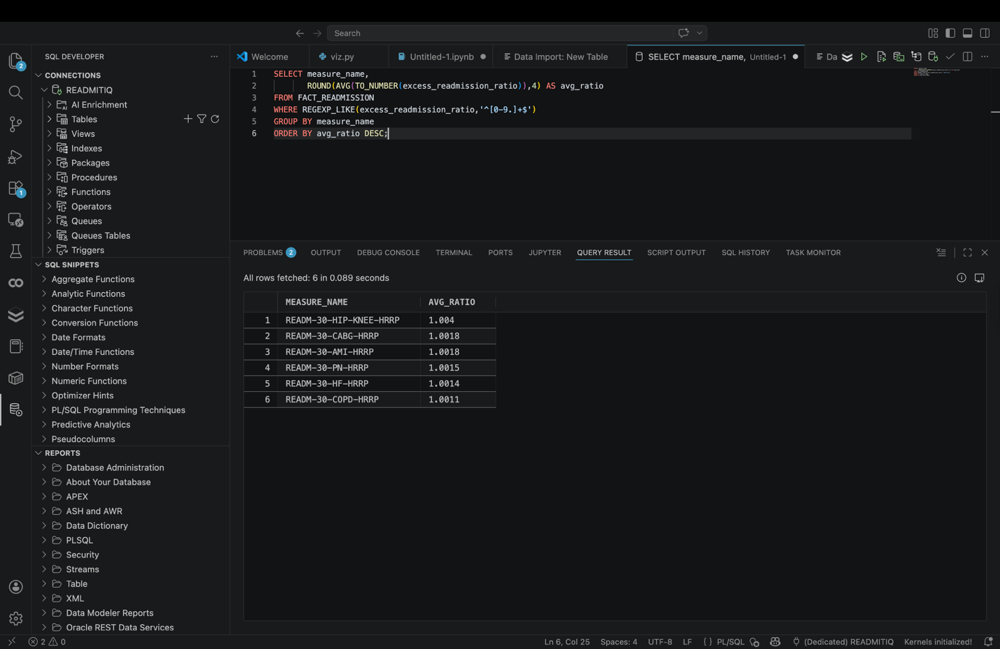 Search
SQL DEVELOPER
2
CONNECTIONS
READMITIQ
AI Enrichment
Tables
Views
Indexes
Packages
Procedures
Functions
1
Operators
Queues
Queues Tables
Triggers
SQL SNIPPETS
Aggregate Functions
Analytic Functions
Character Functions
Conversion Functions
Date Formats
Date/Time Functions
Number Formats
Numeric Functions
Optimizer Hints
PL/SQL Programming Techniques
Predictive Analytics
Pseudocolumns
REPORTS
Database Administration
About Your Database
APEX
ASH and AWR
Data Dictionary
PLSQL
Security
Streams
Table
XML
Data Modeler Reports
Oracle REST Data Services
Welcome viz.py Untitled-1.ipynb Data Import: New Table SELECT measure_name, Untitled-1 Da
1 SELECT measure_name,
2 ROUND(AVG(TO_NUMBER(excess_readmission_ratio)),4) AS avg_ratio
3 FROM FACT_READMISSION
4 WHERE REGEXP_LIKE(excess_readmission_ratio,'^[0-9.]+$')
5 GROUP BY measure_name
6 ORDER BY avg_ratio DESC;
PROBLEMS 2 OUTPUT DEBUG CONSOLE TERMINAL PORTS JUPYTER QUERY RESULT SCRIPT OUTPUT SQL HISTORY TASK MONITOR
All rows fetched: 6 in 0.089 seconds
MEASURE_NAME AVG_RATIO
1 READM-30-HIP-KNEE-HRRP 1.004
2 READM-30-CABG-HRRP 1.0018
3 READM-30-AMI-HRRP 1.0018
4 READM-30-PN-HRRP 1.0015
5 READM-30-HF-HRRP 1.0014
6 READM-30-COPD-HRRP 1.0011
2 0 Ln 6, Col 25 Spaces: 4 UTF-8 LF { } PL/SQL (Dedicated) READMITIQ Kernels initialized!